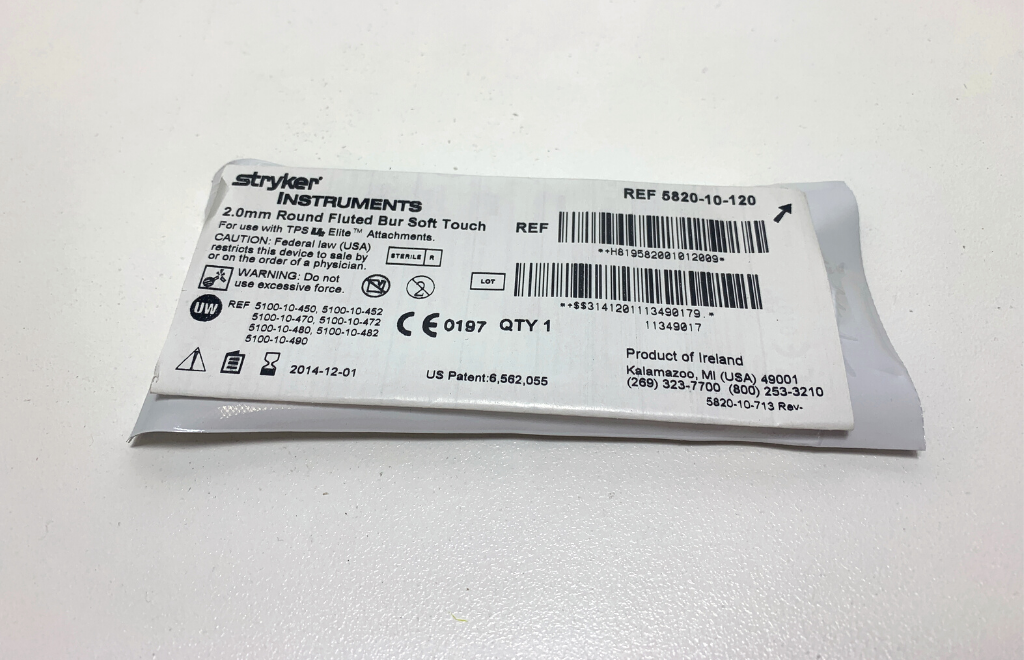 stryker
INSTRUMENTS
2.0mm Round Fluted Bur Soft Touch
For use with TPS Elite™ Attachments.
CAUTION: Federal law (USA)
restricts this device to sale by
or on the order of a physician.
STERILE R
WARNING: Do not
use excessive force.
2
UW
REF 5100-10-450, 5100-10-452
5100-10-470, 5100-10-472
5100-10-480, 5100-10-482
5100-10-490
CE 0197 QTY 1
2014-12-01
US Patent:6,562,055
REF 5820-10-120
REF
*+H819582001012009*
LOT
*+$$3141201113490179.*
11349017
Product of Ireland
Kalamazoo, MI (USA) 49001
(269) 323-7700 (800) 253-3210
5820-10-713 Rev-